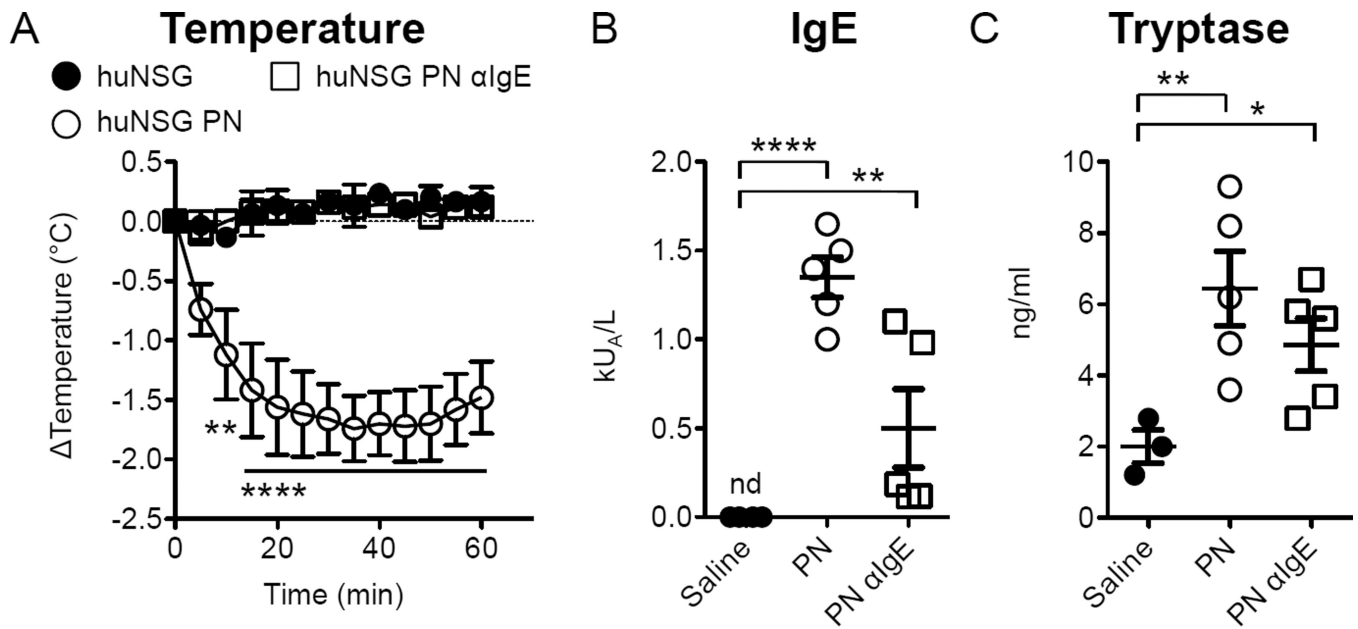 A Temperature
huNSG huNSG PN αIgE
huNSG PN
ΔTemperature (°C)
0.5
0.0
-0.5
-1.0
-1.5
-2.0
-2.5
**
****
0 20 40 60
Time (min)
B IgE
****
**
kUA/L
2.0
1.5
1.0
0.5
0.0
nd
Saline PN PN αIgE
C Tryptase
**
*
ng/ml
10
8
6
4
2
0
Saline PN PN αIgE